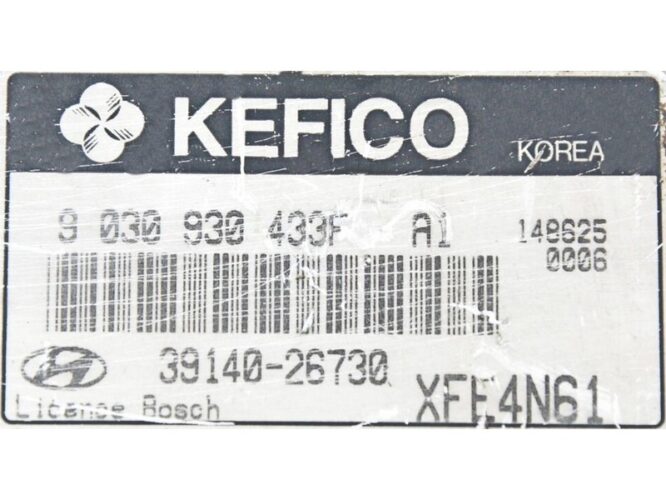 KEFICO KOREA
9 030 930 433F A1 148625
0006
39140-26730
Licence Bosch XFE4N61